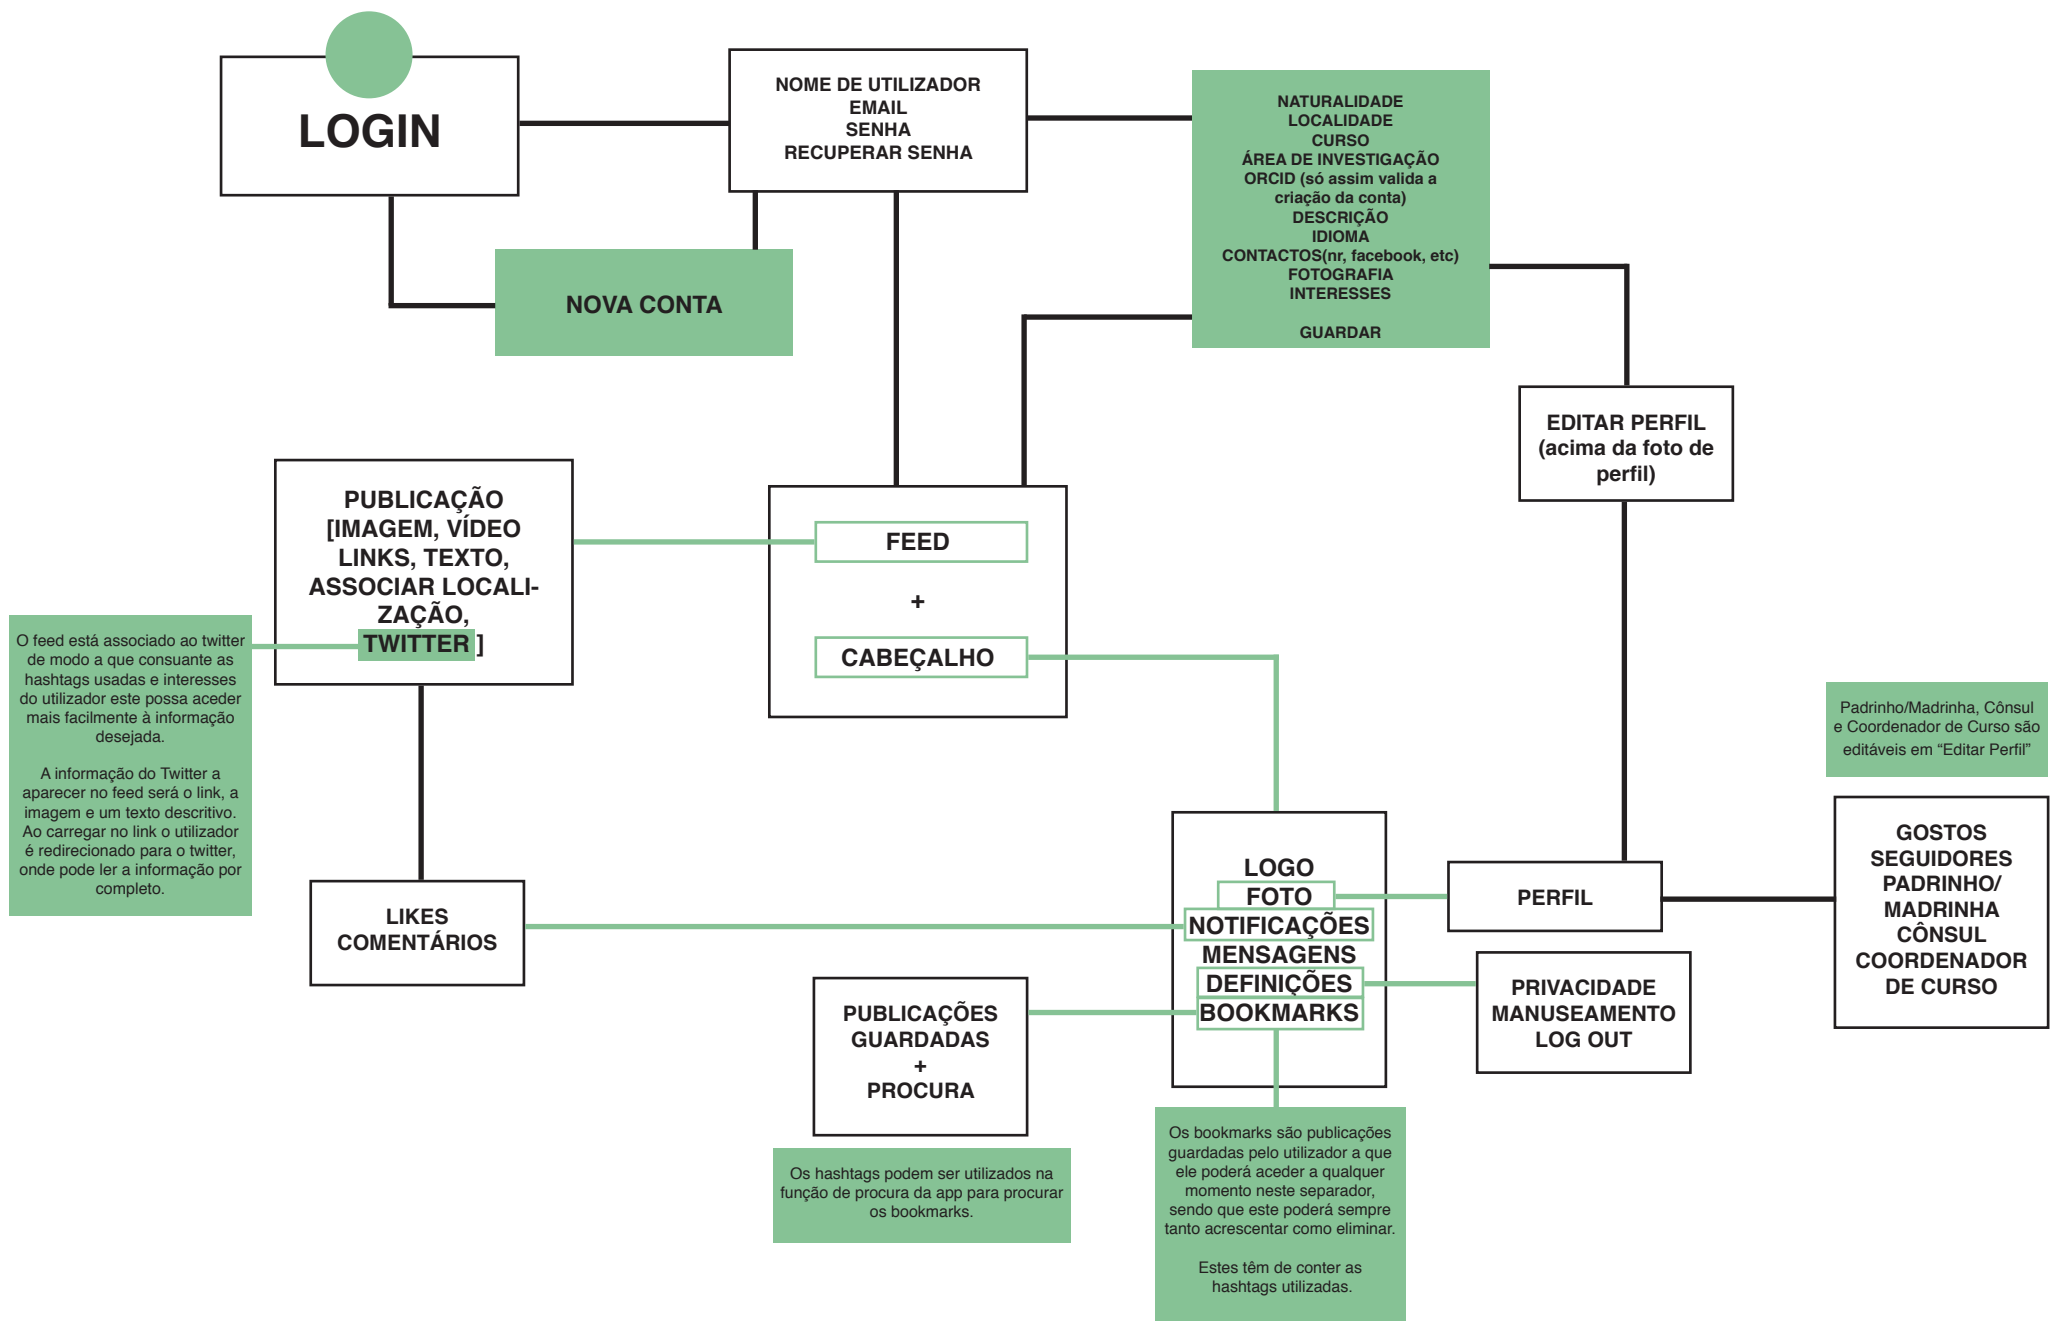 LOGIN
NOME DE UTILIZADOR
EMAIL
SENHA
RECUPERAR SENHA
NATURALIDADE
LOCALIDADE
CURSO
ÁREA DE INVESTIGAÇÃO
ORCID (só assim valida a
criação da conta)
DESCRIÇÃO
IDIOMA
CONTACTOS(nr, facebook, etc)
FOTOGRAFIA
INTERESSES
GUARDAR
NOVA CONTA
EDITAR PERFIL
(acima da foto de
perfil)
PUBLICAÇÃO
[IMAGEM, VÍDEO
LINKS, TEXTO,
ASSOCIAR LOCALI-
ZAÇÃO,
TWITTER ]
FEED
+
CABEÇALHO
O feed está associado ao twitter
de modo a que consuante as
hashtags usadas e interesses
do utilizador este possa aceder
mais facilmente à informação
desejada.
A informação do Twitter a
aparecer no feed será o link, a
imagem e um texto descritivo.
Ao carregar no link o utilizador
é redirecionado para o twitter,
onde pode ler a informação por
completo.
Padrinho/Madrinha, Cônsul
e Coordenador de Curso são
editáveis em “Editar Perfil”
LIKES
COMENTÁRIOS
LOGO
FOTO
NOTIFICAÇÕES
MENSAGENS
DEFINIÇÕES
BOOKMARKS
PERFIL
GOSTOS
SEGUIDORES
PADRINHO/
MADRINHA
CÔNSUL
COORDENADOR
DE CURSO
PRIVACIDADE
MANUSEAMENTO
LOG OUT
PUBLICAÇÕES
GUARDADAS
+
PROCURA
Os hashtags podem ser utilizados na
função de procura da app para procurar
os bookmarks.
Os bookmarks são publicações
guardadas pelo utilizador a que
ele poderá aceder a qualquer
momento neste separador,
sendo que este poderá sempre
tanto acrescentar como eliminar.
Estes têm de conter as
hashtags utilizadas.